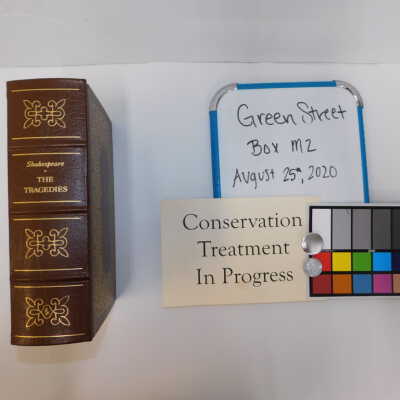 Shakespeare
THE
TRAGEDIES
Green Street
Box M2
August 25th, 2020
Conservation
Treatment
In Progress